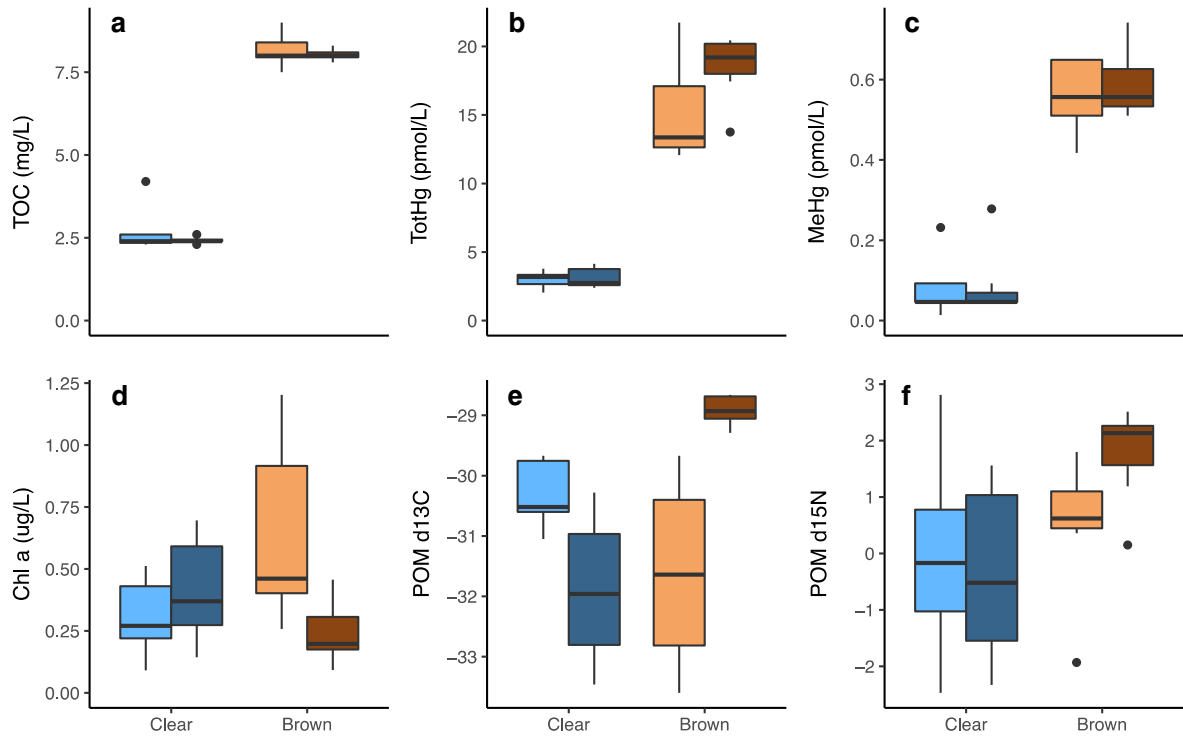 a
TOC (mg/L)
7.5
5.0
2.5
0.0
b
TotHg (pmol/L)
20
15
10
5
0
c
MeHg (pmol/L)
0.6
0.4
0.2
0.0
d
Chl a (ug/L)
1.25
1.00
0.75
0.50
0.25
0.00
Clear Brown
e
POM d13C
−29
−30
−31
−32
−33
Clear Brown
f
POM d15N
3
2
1
0
−1
−2
Clear Brown